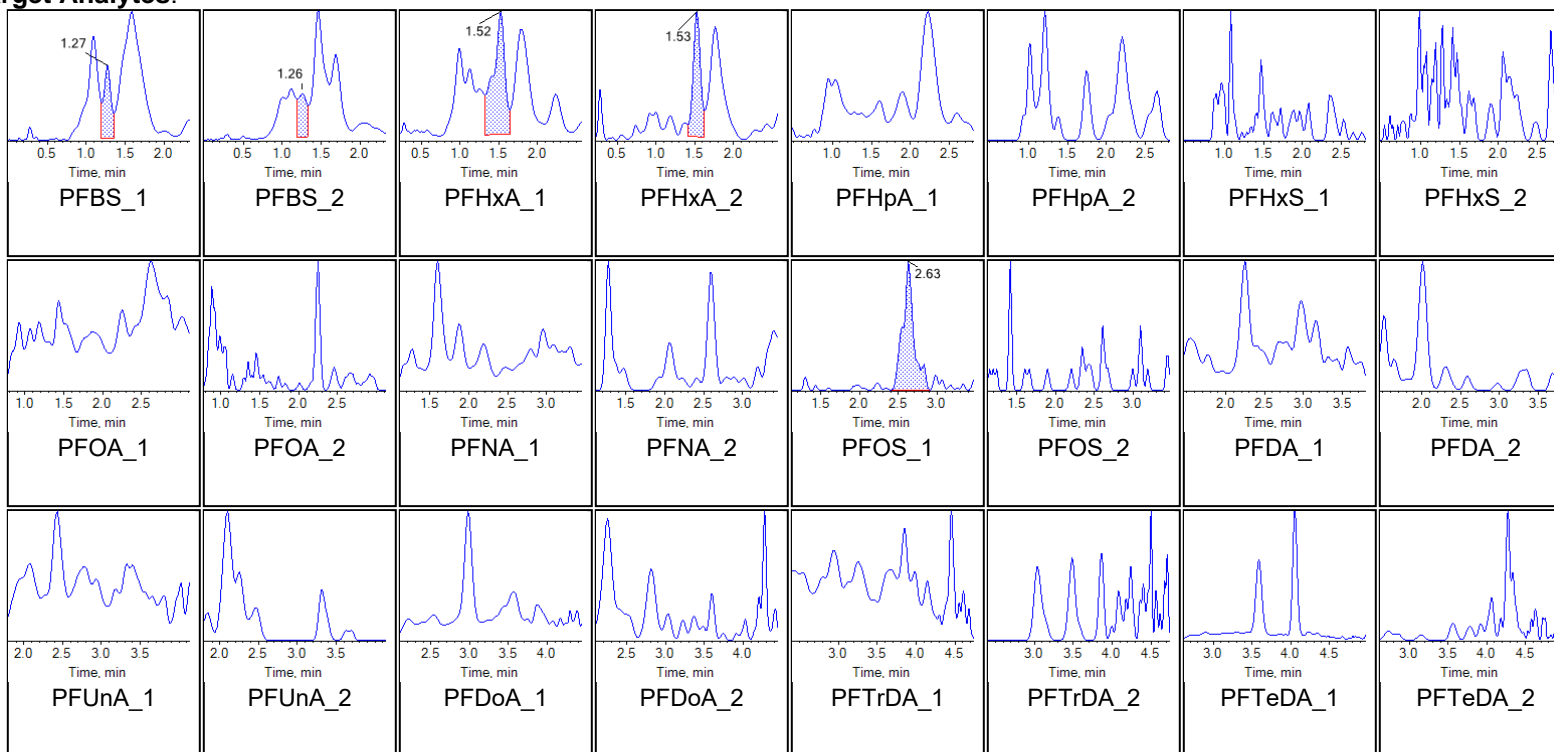 rget Analytes:
1.27 1.26 1.52 1.53
0.5 1.0 1.5 2.0 0.5 1.0 1.5 2.0 0.5 1.0 1.5 2.0 0.5 1.0 1.5 2.0 1.0 1.5 2.0 2.5 1.0 1.5 2.0 2.5 1.0 1.5 2.0 2.5 1.0 1.5 2.0 2.5
Time, min Time, min Time, min Time, min Time, min Time, min Time, min Time, min
PFBS_1 PFBS_2 PFHxA_1 PFHxA_2 PFHpA_1 PFHpA_2 PFHxS_1 PFHxS_2
2.63
1.0 1.5 2.0 2.5 1.0 1.5 2.0 2.5 1.5 2.0 2.5 3.0 1.5 2.0 2.5 3.0 1.5 2.0 2.5 3.0 1.5 2.0 2.5 3.0 2.0 2.5 3.0 3.5 2.0 2.5 3.0 3.5
Time, min Time, min Time, min Time, min Time, min Time, min Time, min Time, min
PFOA_1 PFOA_2 PFNA_1 PFNA_2 PFOS_1 PFOS_2 PFDA_1 PFDA_2
2.0 2.5 3.0 3.5 4.0 2.0 2.5 3.0 3.5 2.5 3.0 3.5 4.0 2.5 3.0 3.5 4.0 3.0 3.5 4.0 4.5 3.0 3.5 4.0 4.5 3.0 3.5 4.0 4.5 3.0 3.5 4.0 4.5
Time, min Time, min Time, min Time, min Time, min Time, min Time, min Time, min
PFUnA_1 PFUnA_2 PFDoA_1 PFDoA_2 PFTrDA_1 PFTrDA_2 PFTeDA_1 PFTeDA_2